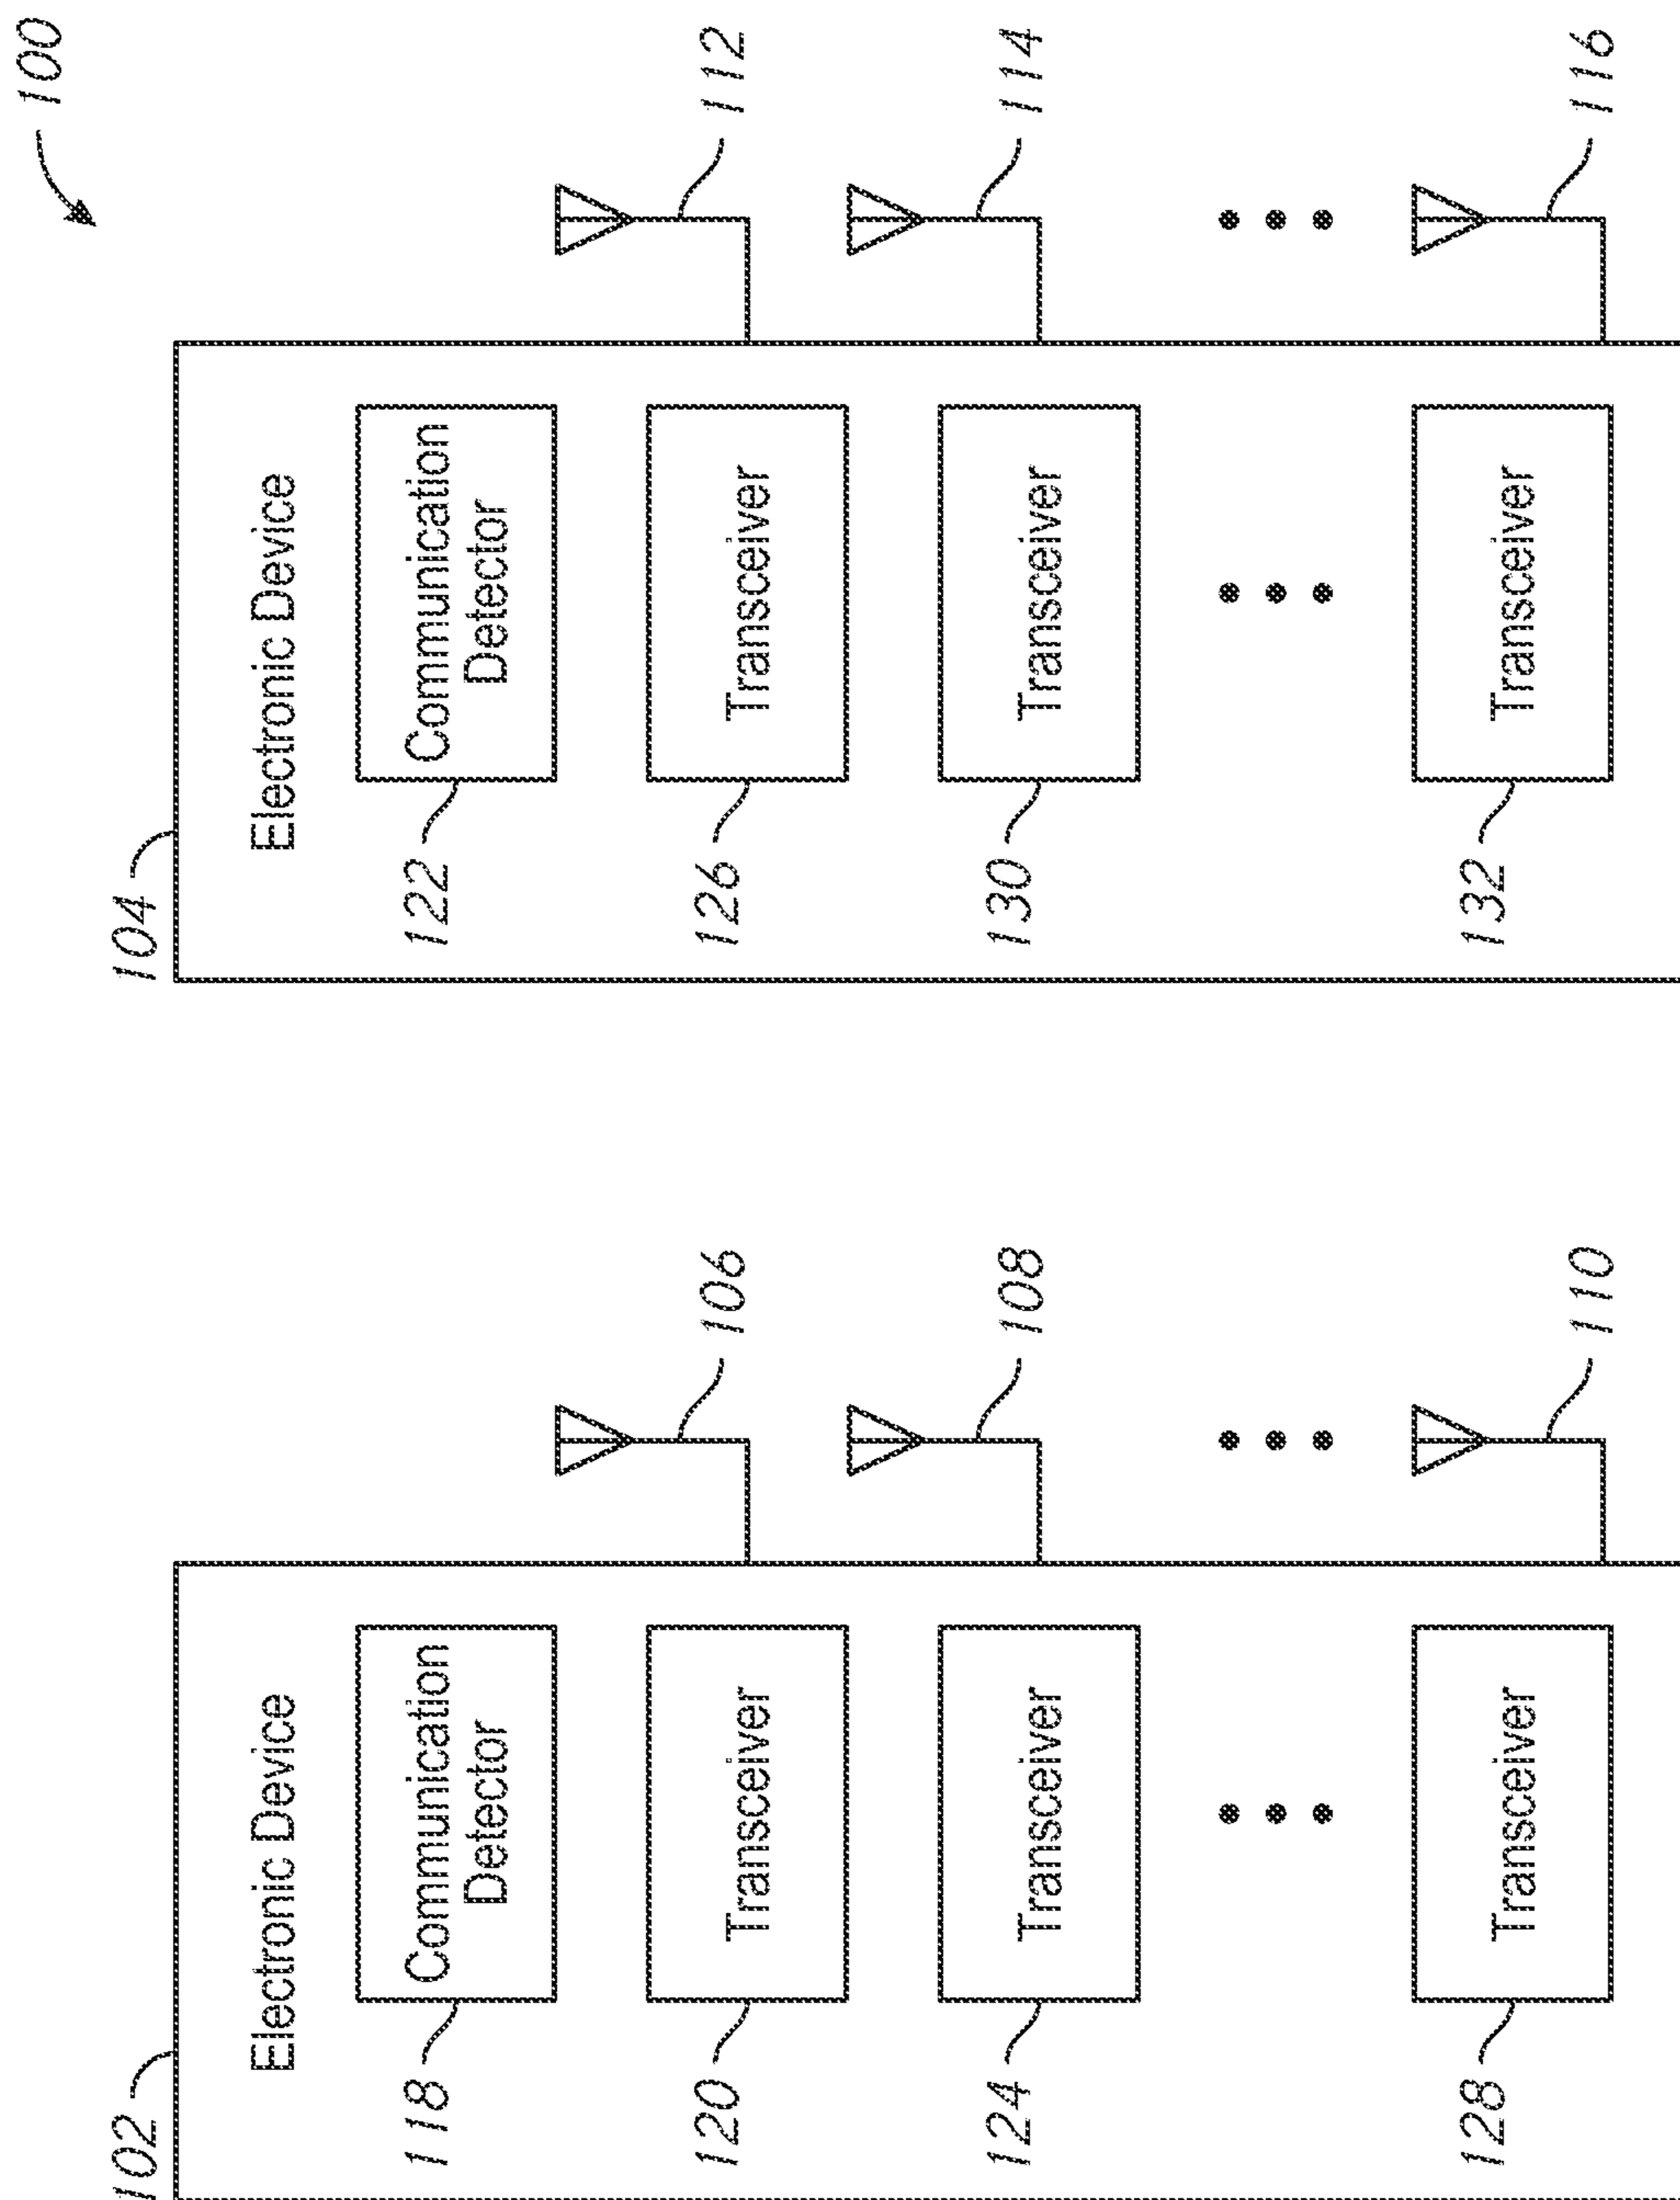 100
102
Electronic Device
118
Communication
Detector
120
Transceiver
106
124
Transceiver
108
128
Transceiver
110
104
Electronic Device
122
Communication
Detector
126
Transceiver
112
130
Transceiver
114
132
Transceiver
116